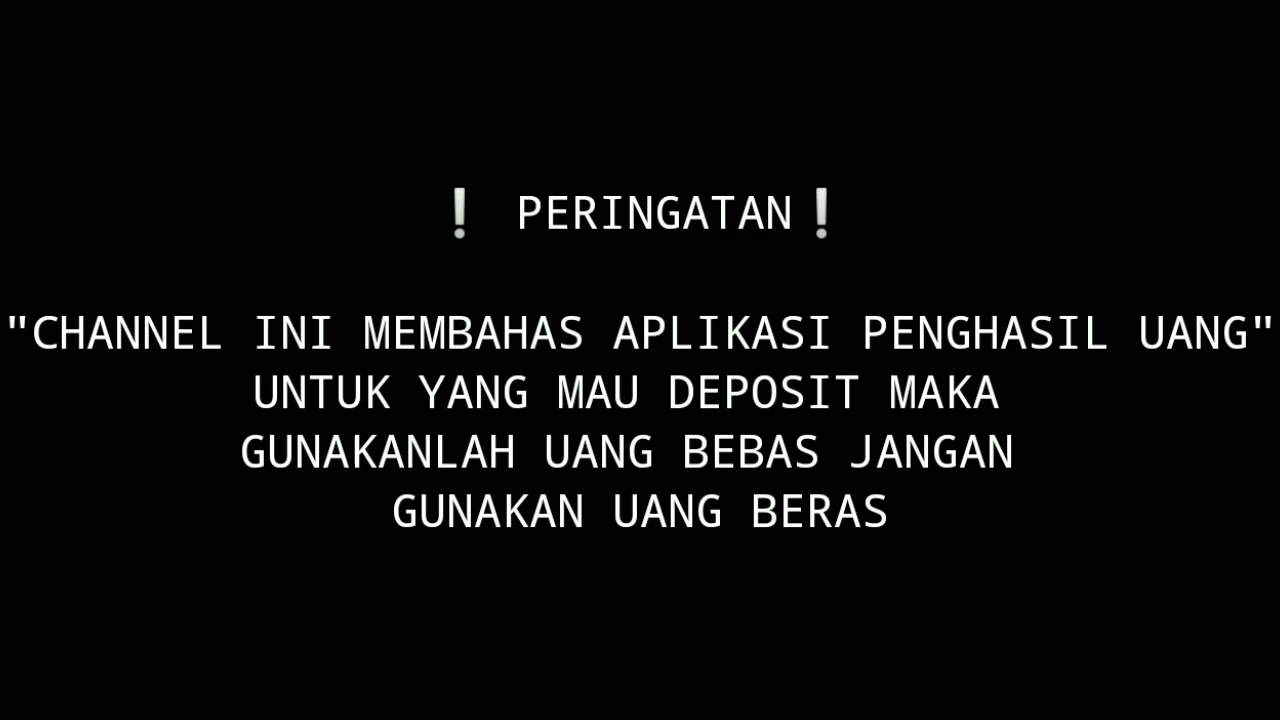 ❕ PERINGATAN❕
"CHANNEL INI MEMBAHAS APLIKASI PENGHASIL UANG"
UNTUK YANG MAU DEPOSIT MAKA
GUNAKANLAH UANG BEBAS JANGAN
GUNAKAN UANG BERAS